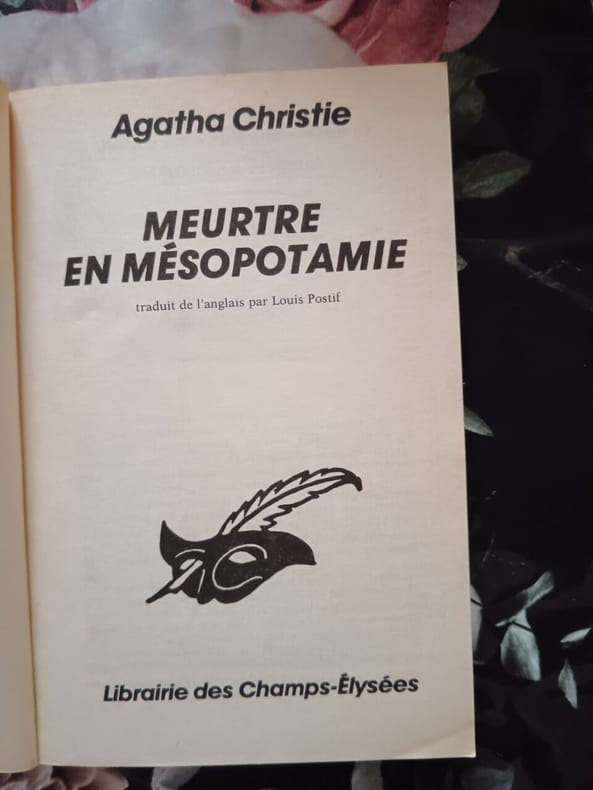 Agatha Christie
MEURTRE
EN MÉSOPOTAMIE
traduit de l'anglais par Louis Postif
Librairie des Champs-Élysées